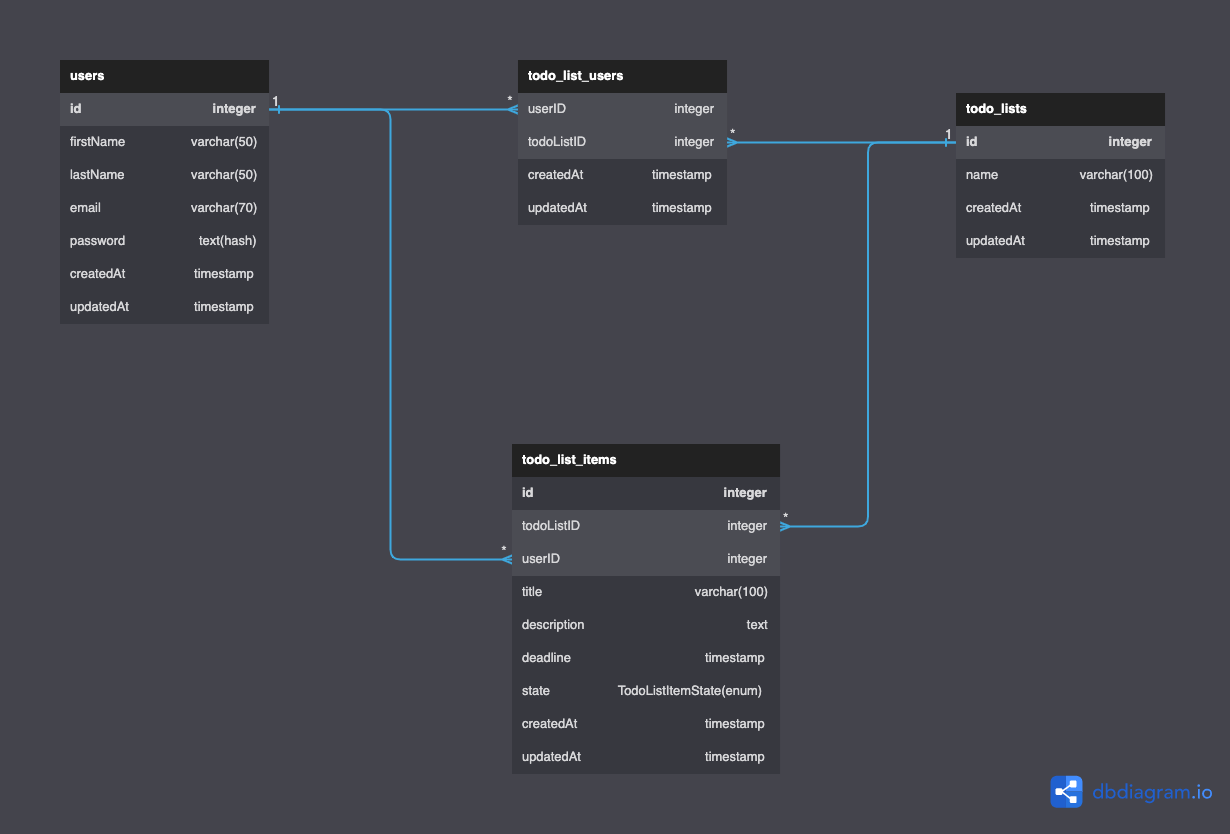 users
id integer
firstName varchar(50)
lastName varchar(50)
email varchar(70)
password text(hash)
createdAt timestamp
updatedAt timestamp
1
*
todo_list_users
userID integer
todoListID integer
createdAt timestamp
updatedAt timestamp
*
1
todo_lists
id integer
name varchar(100)
createdAt timestamp
updatedAt timestamp
todo_list_items
id integer
todoListID integer
userID integer
title varchar(100)
description text
deadline timestamp
state TodoListItemState(enum)
createdAt timestamp
updatedAt timestamp
*
*
dbdiagram.io